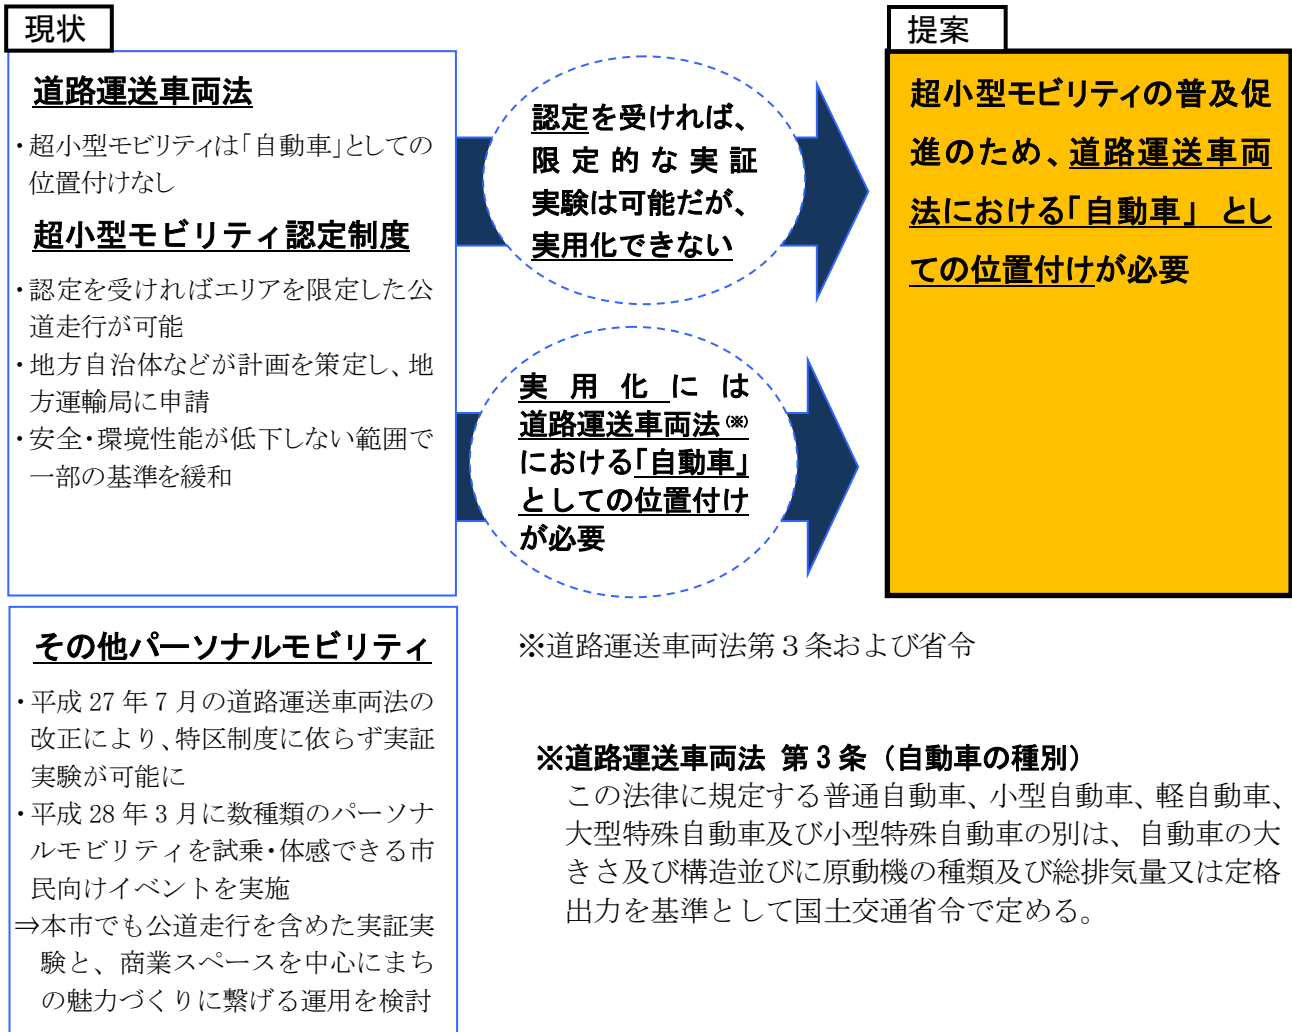 現状
道路運送車両法
・超小型モビリティは「自動車」としての
位置付けなし
超小型モビリティ認定制度
・認定を受ければエリアを限定した公
道走行が可能
・地方自治体などが計画を策定し、地
方運輸局に申請
・安全・環境性能が低下しない範囲で
一部の基準を緩和
認定を受ければ、
限定的な実証
実験は可能だが、
実用化できない
実用化には
道路運送車両法(※)
における「自動車」
としての位置付け
が必要
提案
超小型モビリティの普及促
進のため、道路運送車両
法における「自動車」とし
ての位置付けが必要
その他パーソナルモビリティ
・平成 27 年 7 月の道路運送車両法の
改正により、特区制度に依らず実証
実験が可能に
・平成 28 年 3 月に数種類のパーソナ
ルモビリティを試乗・体感できる市
民向けイベントを実施
⇒本市でも公道走行を含めた実証実
験と、商業スペースを中心にまち
の魅力づくりに繋げる運用を検討
※道路運送車両法第３条および省令
※道路運送車両法 第３条（自動車の種別）
この法律に規定する普通自動車、小型自動車、軽自動車、
大型特殊自動車及び小型特殊自動車の別は、自動車の大
きさ及び構造並びに原動機の種類及び総排気量又は定格
出力を基準として国土交通省令で定める。